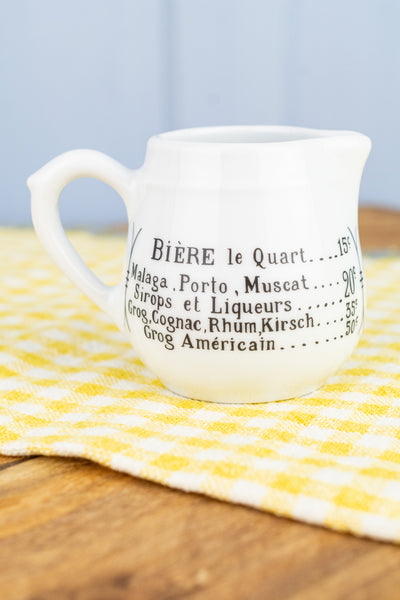 BIÈRE le Quart....15c
Malaga.Porto,Muscat....20c
Sirops et Liqueurs......
Grog,Cognac,Rhum,Kirsch....35c
Grog Américain.......50c